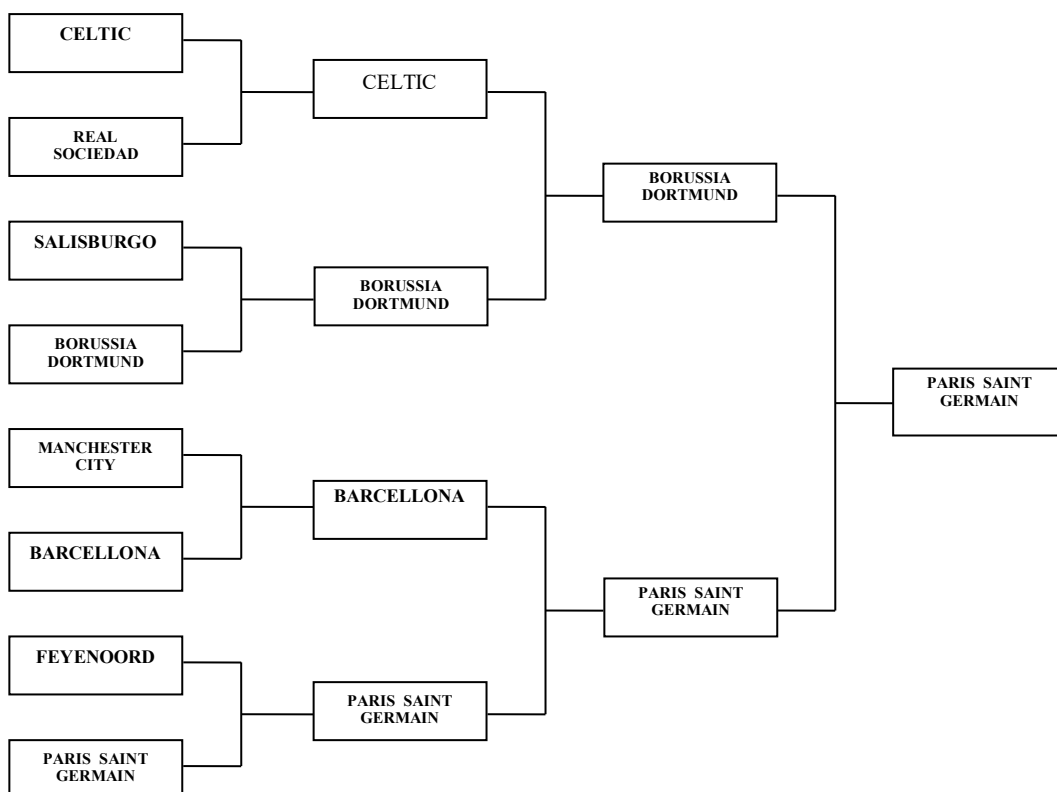 CELTIC
REAL
SOCIEDAD
SALISBURGO
BORUSSIA
DORTMUND
MANCHESTER
CITY
BARCELLONA
FEYENOORD
PARIS SAINT
GERMAIN
CELTIC
BORUSSIA
DORTMUND
BARCELLONA
PARIS SAINT
GERMAIN
BORUSSIA
DORTMUND
PARIS SAINT
GERMAIN
PARIS SAINT
GERMAIN